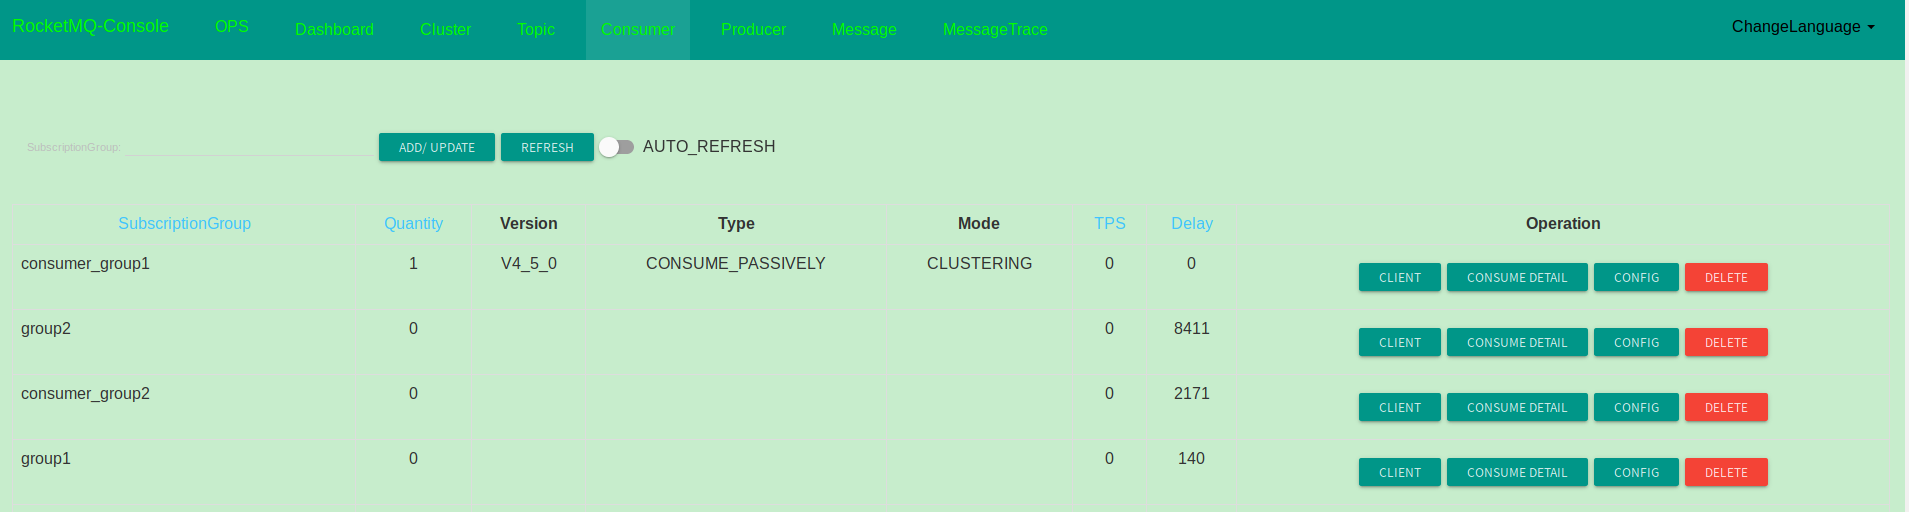 RocketMQ-Console OPS Dashboard Cluster Topic Consumer Producer Message MessageTrace ChangeLanguage
SubscriptionGroup: ADD/ UPDATE REFRESH AUTO_REFRESH
SubscriptionGroup Quantity Version Type Mode TPS Delay Operation
consumer_group1 1 V4_5_0 CONSUME_PASSIVELY CLUSTERING 0 0 CLIENT CONSUME DETAIL CONFIG DELETE
group2 0 0 8411 CLIENT CONSUME DETAIL CONFIG DELETE
consumer_group2 0 0 2171 CLIENT CONSUME DETAIL CONFIG DELETE
group1 0 0 140 CLIENT CONSUME DETAIL CONFIG DELETE